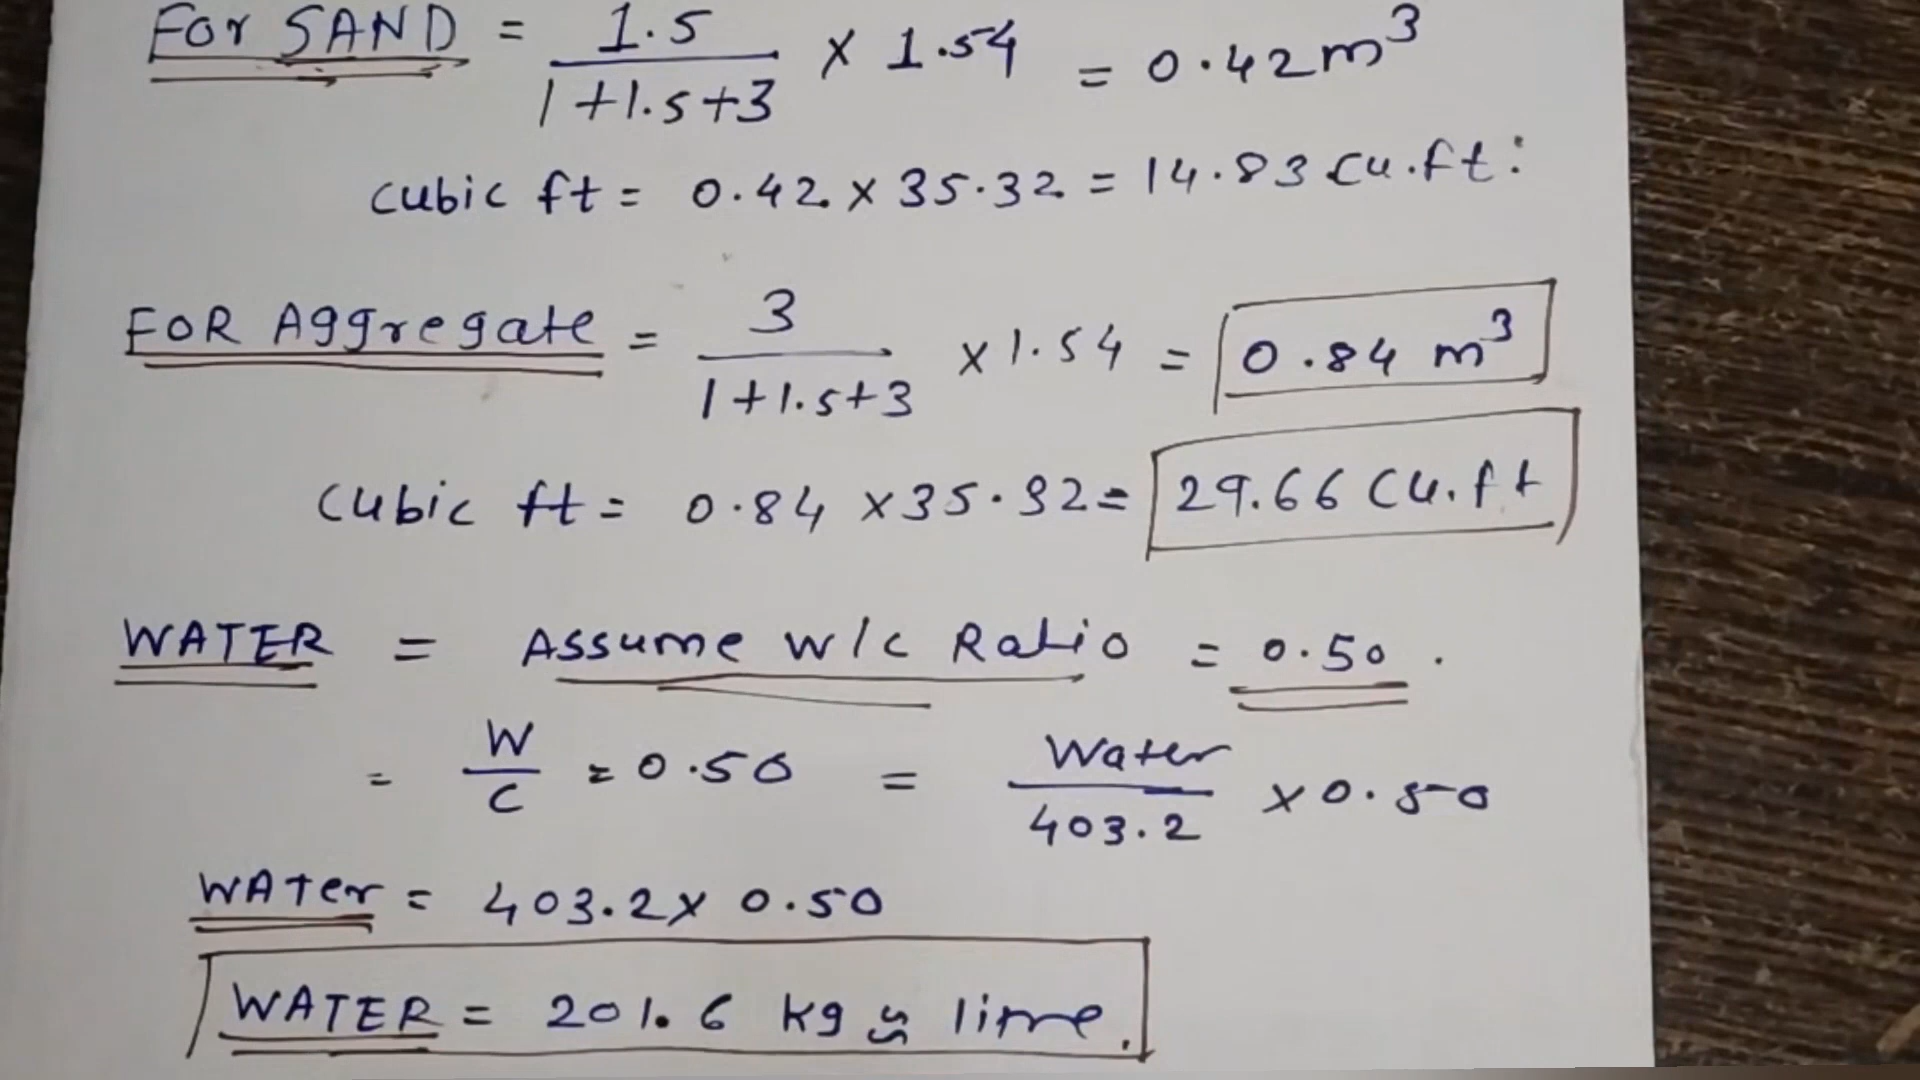 For SAND = 1.5 / 1+1.5+3 × 1.54 = 0.42 m³
cubic ft = 0.42 × 35.32 = 14.83 cu.ft:
FOR Aggregate = 3 / 1+1.5+3 × 1.54 = 0.84 m³
cubic ft = 0.84 × 35.32 = 29.66 cu.ft
WATER = Assume W/C Ratio = 0.50.
= W/C = 0.50 = Water / 403.2 × 0.50
WATer = 403.2 × 0.50
WATER = 201.6 kg litre.